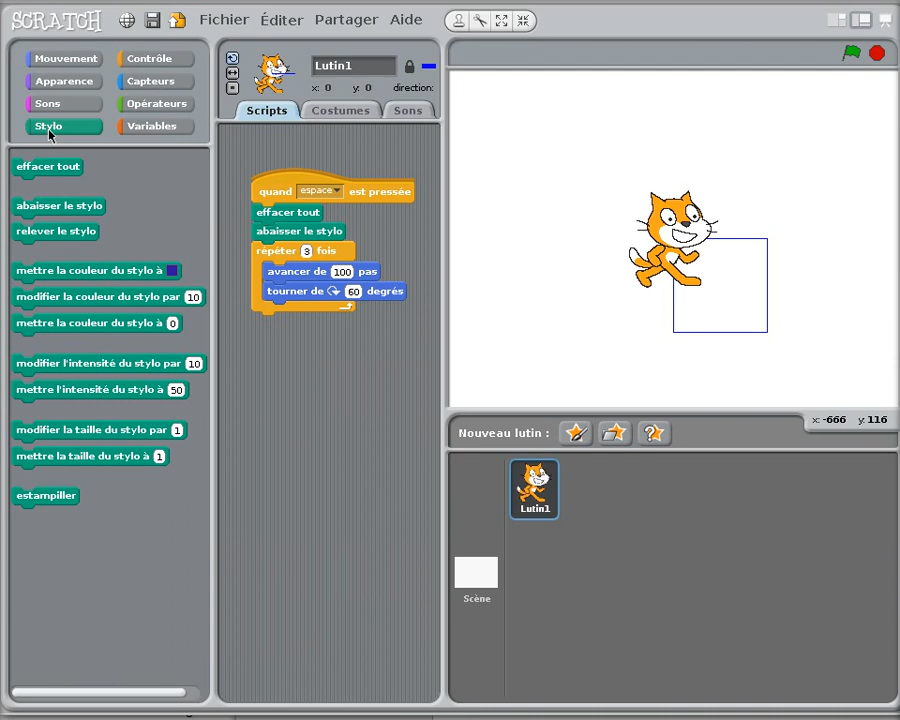 SCRATCH Fichier Éditer Partager Aide
Mouvement Contrôle
Apparence Capteurs
Sons Opérateurs
Stylo Variables
effacer tout
abaisser le stylo
relever le stylo
mettre la couleur du stylo à
modifier la couleur du stylo par 10
mettre la couleur du stylo à 0
modifier l'intensité du stylo par 10
mettre l'intensité du stylo à 50
modifier la taille du stylo par 1
mettre la taille du stylo à 1
estampiller
Lutin1
x: 0 y: 0 direction:
Scripts Costumes Sons
quand espace est pressée
effacer tout
abaisser le stylo
répéter 3 fois
avancer de 100 pas
tourner de 60 degrés
x: -666 y: 116
Nouveau lutin :
Lutin1
Scène